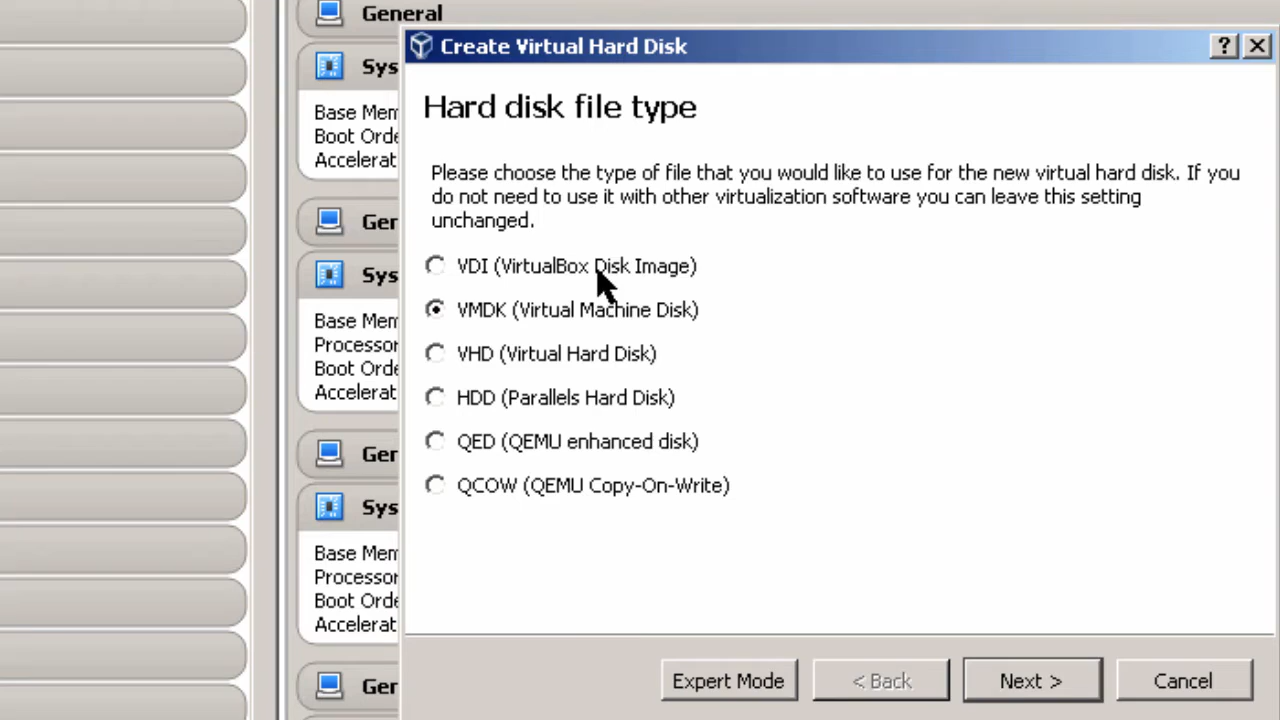 General
Create Virtual Hard Disk
Sys
Base Mem
Boot Orde
Accelerat
Hard disk file type
Please choose the type of file that you would like to use for the new virtual hard disk. If you
do not need to use it with other virtualization software you can leave this setting
unchanged.
Ger
Sys
Base Mem
Processor
Boot Orde
Accelerat
VDI (VirtualBox Disk Image)
VMDK (Virtual Machine Disk)
VHD (Virtual Hard Disk)
HDD (Parallels Hard Disk)
QED (QEMU enhanced disk)
QCOW (QEMU Copy-On-Write)
Ger
Sys
Base Mem
Processor
Boot Orde
Accelerat
Ger
Expert Mode
< Back
Next >
Cancel